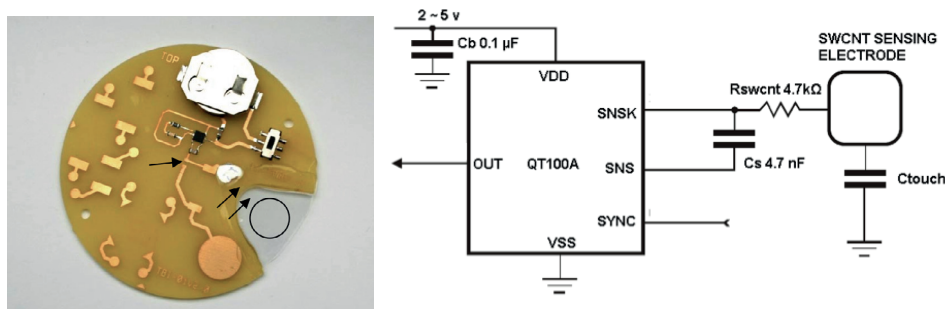 TOP
2 ~ 5 v
Cb 0.1 µF
VDD
SWCNT SENSING
ELECTRODE
Rswcnt 4.7kΩ
SNSK
OUT
QT100A
Cs 4.7 nF
SNS
Ctouch
SYNC
VSS